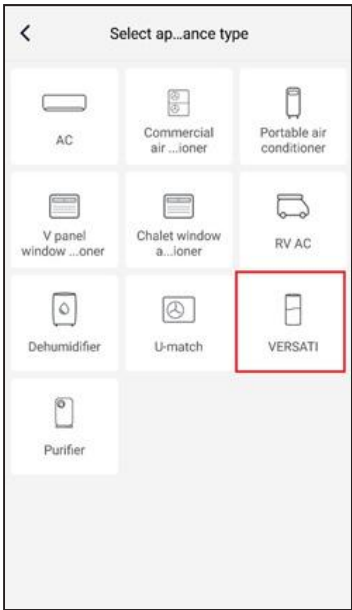 Select ap...ance type
AC
Commercial
air ...ioner
Portable air
conditioner
V panel
window ...oner
Chalet window
a...ioner
RV AC
Dehumidifier
U-match
VERSATI
Purifier